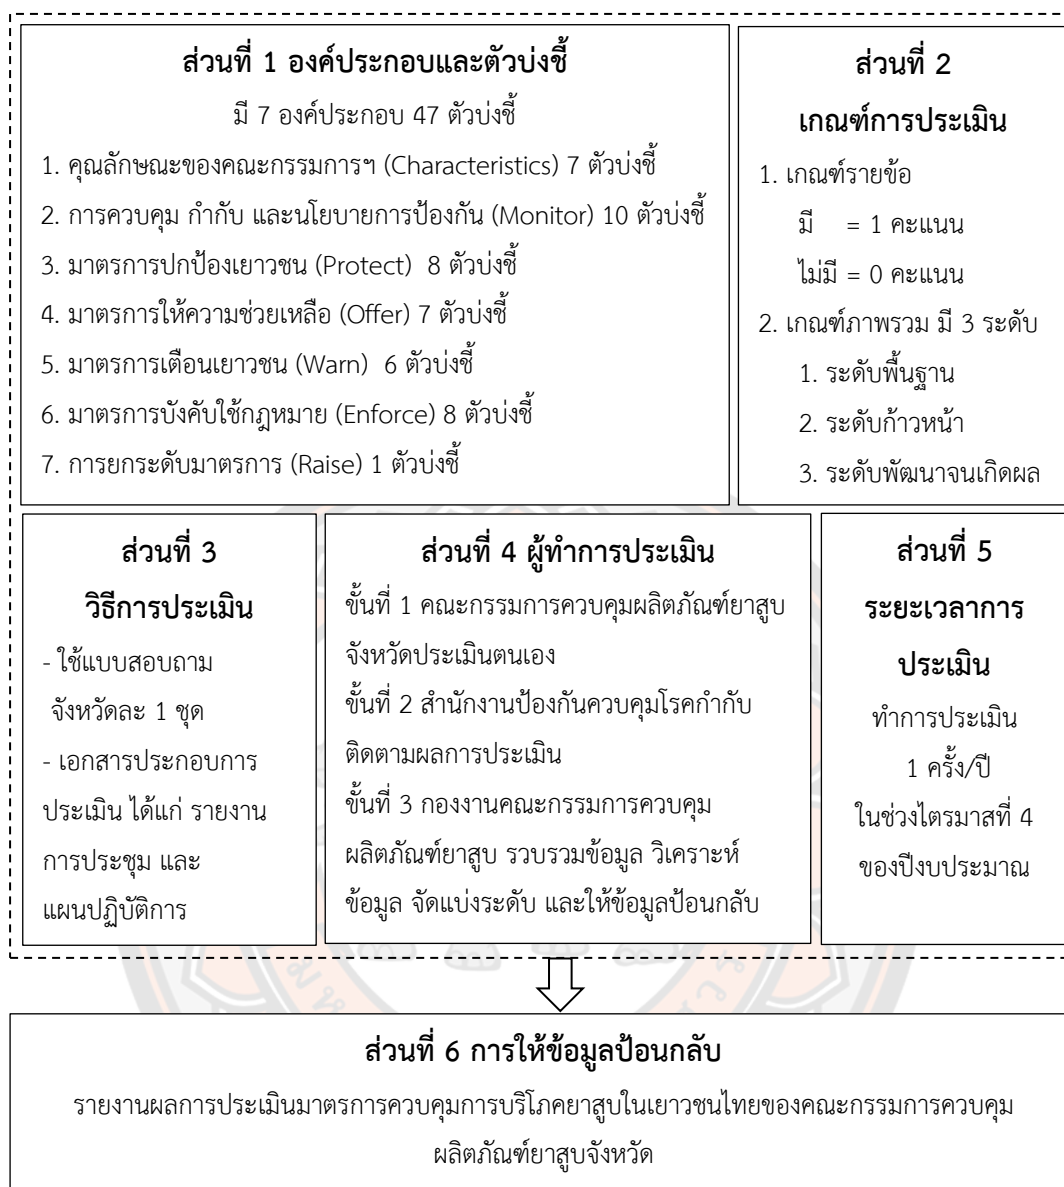 ส่วนที่ 1 องค์ประกอบและตัวบ่งชี้
มี 7 องค์ประกอบ 47 ตัวบ่งชี้
1. คุณลักษณะของคณะกรรมการฯ (Characteristics) 7 ตัวบ่งชี้
2. การควบคุม กำกับ และนโยบายการป้องกัน (Monitor) 10 ตัวบ่งชี้
3. มาตรการปกป้องเยาวชน (Protect) 8 ตัวบ่งชี้
4. มาตรการให้ความช่วยเหลือ (Offer) 7 ตัวบ่งชี้
5. มาตรการเตือนเยาวชน (Warn) 6 ตัวบ่งชี้
6. มาตรการบังคับใช้กฎหมาย (Enforce) 8 ตัวบ่งชี้
7. การยกระดับมาตรการ (Raise) 1 ตัวบ่งชี้
ส่วนที่ 2
เกณฑ์การประเมิน
1. เกณฑ์รายข้อ
มี = 1 คะแนน
ไม่มี = 0 คะแนน
2. เกณฑ์ภาพรวม มี 3 ระดับ
1. ระดับพื้นฐาน
2. ระดับก้าวหน้า
3. ระดับพัฒนาจนเกิดผล
ส่วนที่ 3
วิธีการประเมิน
- ใช้แบบสอบถาม
จังหวัดละ 1 ชุด
- เอกสารประกอบการ
ประเมิน ได้แก่ รายงาน
การประชุม และ
แผนปฏิบัติการ
ส่วนที่ 4 ผู้ทำการประเมิน
ขั้นที่ 1 คณะกรรมการควบคุมผลิตภัณฑ์ยาสูบ
จังหวัดประเมินตนเอง
ขั้นที่ 2 สำนักงานป้องกันควบคุมโรคกำกับ
ติดตามผลการประเมิน
ขั้นที่ 3 กองงานคณะกรรมการควบคุม
ผลิตภัณฑ์ยาสูบ รวบรวมข้อมูล วิเคราะห์
ข้อมูล จัดแบ่งระดับ และให้ข้อมูลป้อนกลับ
ส่วนที่ 5
ระยะเวลาการ
ประเมิน
ทำการประเมิน
1 ครั้ง/ปี
ในช่วงไตรมาสที่ 4
ของปีงบประมาณ
ส่วนที่ 6 การให้ข้อมูลป้อนกลับ
รายงานผลการประเมินมาตรการควบคุมการบริโภคยาสูบในเยาวชนไทยของคณะกรรมการควบคุม
ผลิตภัณฑ์ยาสูบจังหวัด